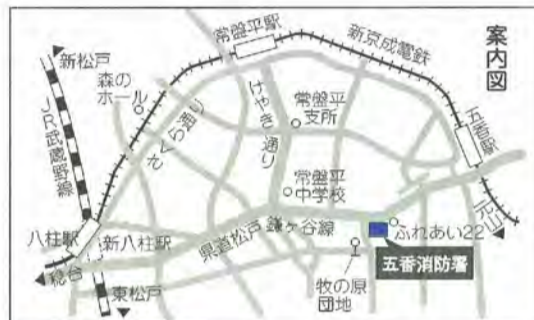 案内図
常盤平駅
新京成電鉄
新松戸
森の
ホール
さくら通り
けやき通り
常盤平
支所
五香駅
JR武蔵野線
常盤平
中学校
元山
八柱駅
新八柱駅
県道松戸鎌ヶ谷線
ふれあい22
稔台
五香消防署
東松戸
牧の原
団地